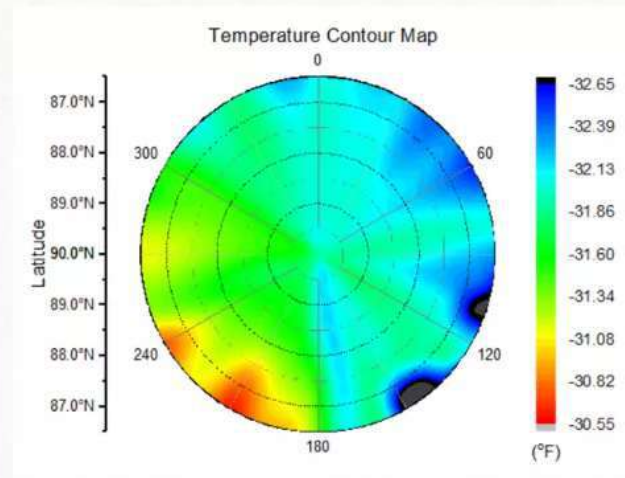 Temperature Contour Map
0
60
120
180
240
300
Latitude
87.0°N
88.0°N
89.0°N
90.0°N
89.0°N
88.0°N
87.0°N
-32.65
-32.39
-32.13
-31.86
-31.60
-31.34
-31.08
-30.82
-30.55
(°F)